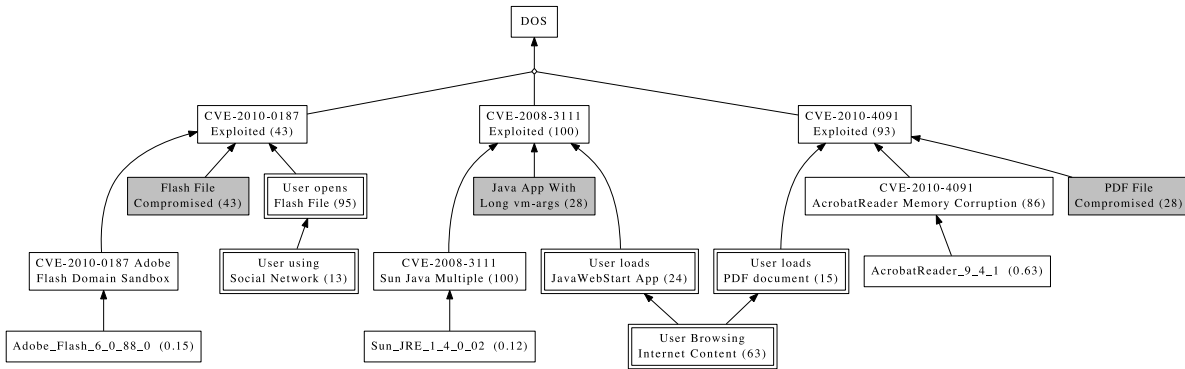 DOS
CVE-2010-0187
Exploited (43)
CVE-2008-3111
Exploited (100)
CVE-2010-4091
Exploited (93)
Flash File
Compromised (43)
User opens
Flash File (95)
Java App With
Long vm-args (28)
CVE-2010-4091
AcrobatReader Memory Corruption (86)
PDF File
Compromised (28)
CVE-2010-0187 Adobe
Flash Domain Sandbox
User using
Social Network (13)
CVE-2008-3111
Sun Java Multiple (100)
User loads
JavaWebStart App (24)
User loads
PDF document (15)
AcrobatReader_9_4_1 (0.63)
Adobe_Flash_6_0_88_0 (0.15)
Sun_JRE_1_4_0_02 (0.12)
User Browsing
Internet Content (63)